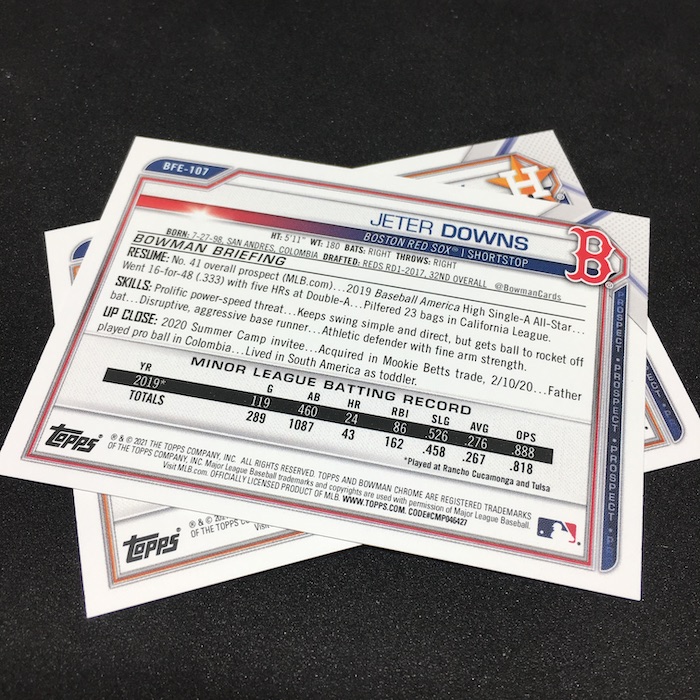 BFE-107
JETER DOWNS
BOSTON RED SOX™ | SHORTSTOP
BORN: 7-27-98, SAN ANDRES, COLOMBIA HT: 5'11" WT: 180 BATS: RIGHT THROWS: RIGHT
DRAFTED: REDS RD1-2017, 32ND OVERALL @BowmanCards
BOWMAN BRIEFING
RESUME: No. 41 overall prospect (MLB.com)...2019 Baseball America High Single-A All-Star...
Went 16-for-48 (.333) with five HRs at Double-A...Pilfered 23 bags in California League.
SKILLS: Prolific power-speed threat...Keeps swing simple and direct, but gets ball to rocket off
bat...Disruptive, aggressive base runner...Athletic defender with fine arm strength.
UP CLOSE: 2020 Summer Camp invitee...Acquired in Mookie Betts trade, 2/10/20...Father
played pro ball in Colombia...Lived in South America as toddler.
MINOR LEAGUE BATTING RECORD
YR G AB HR RBI SLG AVG OPS
2019* 119 460 24 86 .526 .276 .888
TOTALS 289 1087 43 162 .458 .267 .818
*Played at Rancho Cucamonga and Tulsa
Topps
® & © 2021 THE TOPPS COMPANY, INC. ALL RIGHTS RESERVED. TOPPS AND BOWMAN CHROME ARE REGISTERED TRADEMARKS
OF THE TOPPS COMPANY, INC. Major League Baseball trademarks and copyrights are used with permission of Major League Baseball.
Visit MLB.com. OFFICIALLY LICENSED PRODUCT OF MLB. WWW.TOPPS.COM. CODE#CMP046427
B
PROSPECT • PROSPECT • PROSPECT
H
Topps
OF THE TOPPS COMPANY